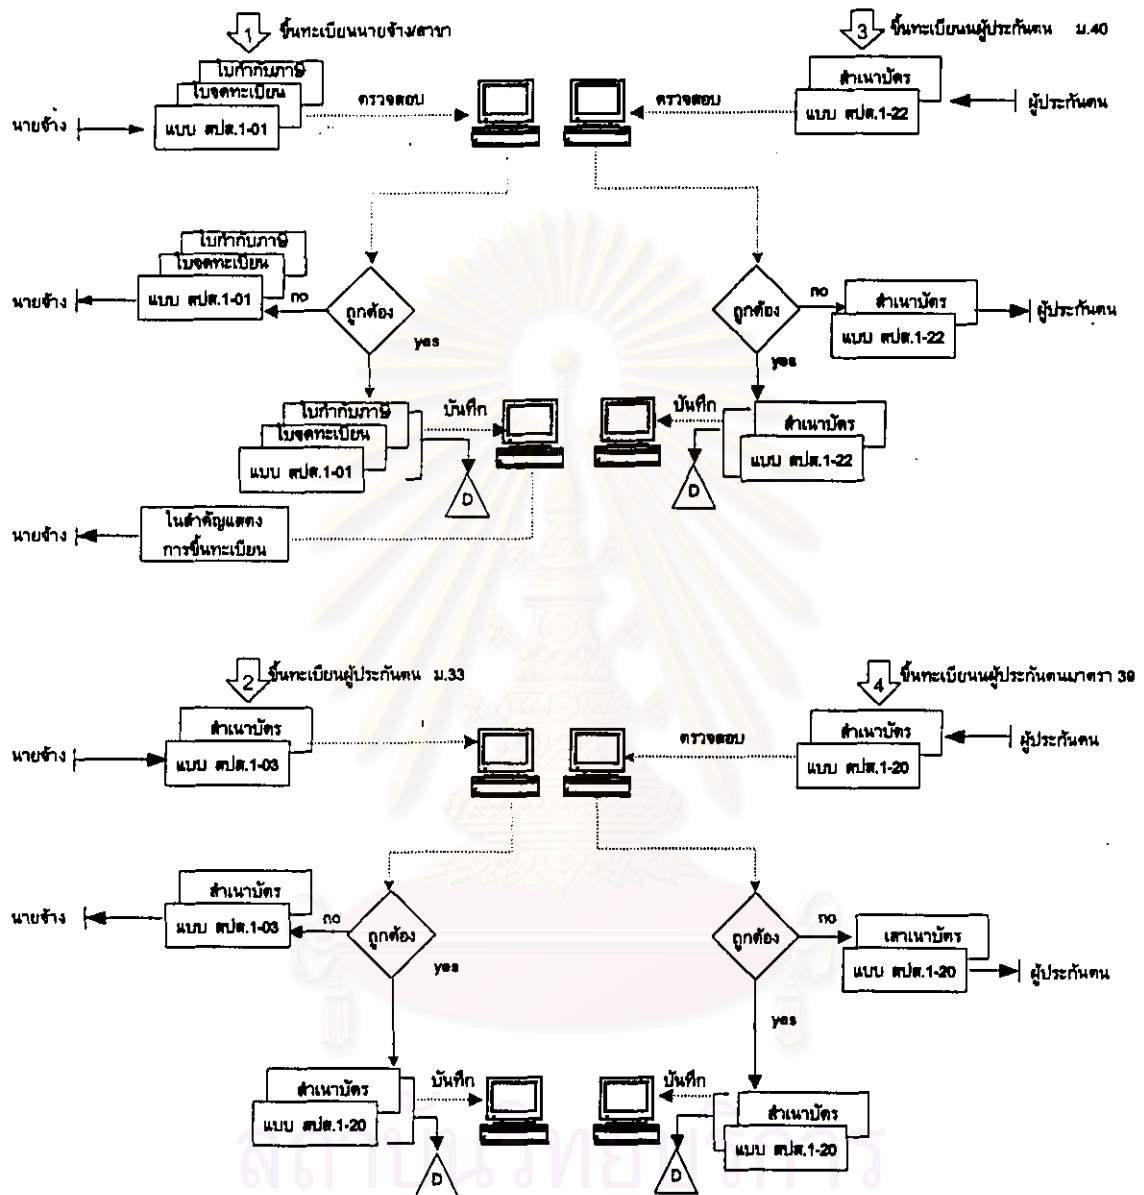 1 ขึ้นทะเบียนนายจ้าง/สาขา
ใบกำกับภาษี
ใบจดทะเบียน
แบบ สปส.1-01
นายจ้าง
ตรวจสอบ
3 ขึ้นทะเบียนนผู้ประกันตน ม.40
สำเนาบัตร
แบบ สปส.1-22
ผู้ประกันตน
ตรวจสอบ
ใบกำกับภาษี
ใบจดทะเบียน
แบบ สปส.1-01
นายจ้าง
no
ถูกต้อง
yes
ถูกต้อง
no
yes
สำเนาบัตร
แบบ สปส.1-22
ผู้ประกันตน
ใบกำกับภาษี
ใบจดทะเบียน
แบบ สปส.1-01
บันทึก
D
บันทึก
สำเนาบัตร
แบบ สปส.1-22
D
นายจ้าง
ใบสำคัญแสดง
การขึ้นทะเบียน
2 ขึ้นทะเบียนผู้ประกันตน ม.33
สำเนาบัตร
แบบ สปส.1-03
นายจ้าง
4 ขึ้นทะเบียนนผู้ประกันตนมาตรา 39
ตรวจสอบ
สำเนาบัตร
แบบ สปส.1-20
ผู้ประกันตน
สำเนาบัตร
แบบ สปส.1-03
นายจ้าง
no
ถูกต้อง
yes
ถูกต้อง
no
yes
เสาเนาบัตร
แบบ สปส.1-20
ผู้ประกันตน
สำเนาบัตร
แบบ สปส.1-20
บันทึก
D
บันทึก
สำเนาบัตร
แบบ สปส.1-20
D
สถาบันวิทยบริการ